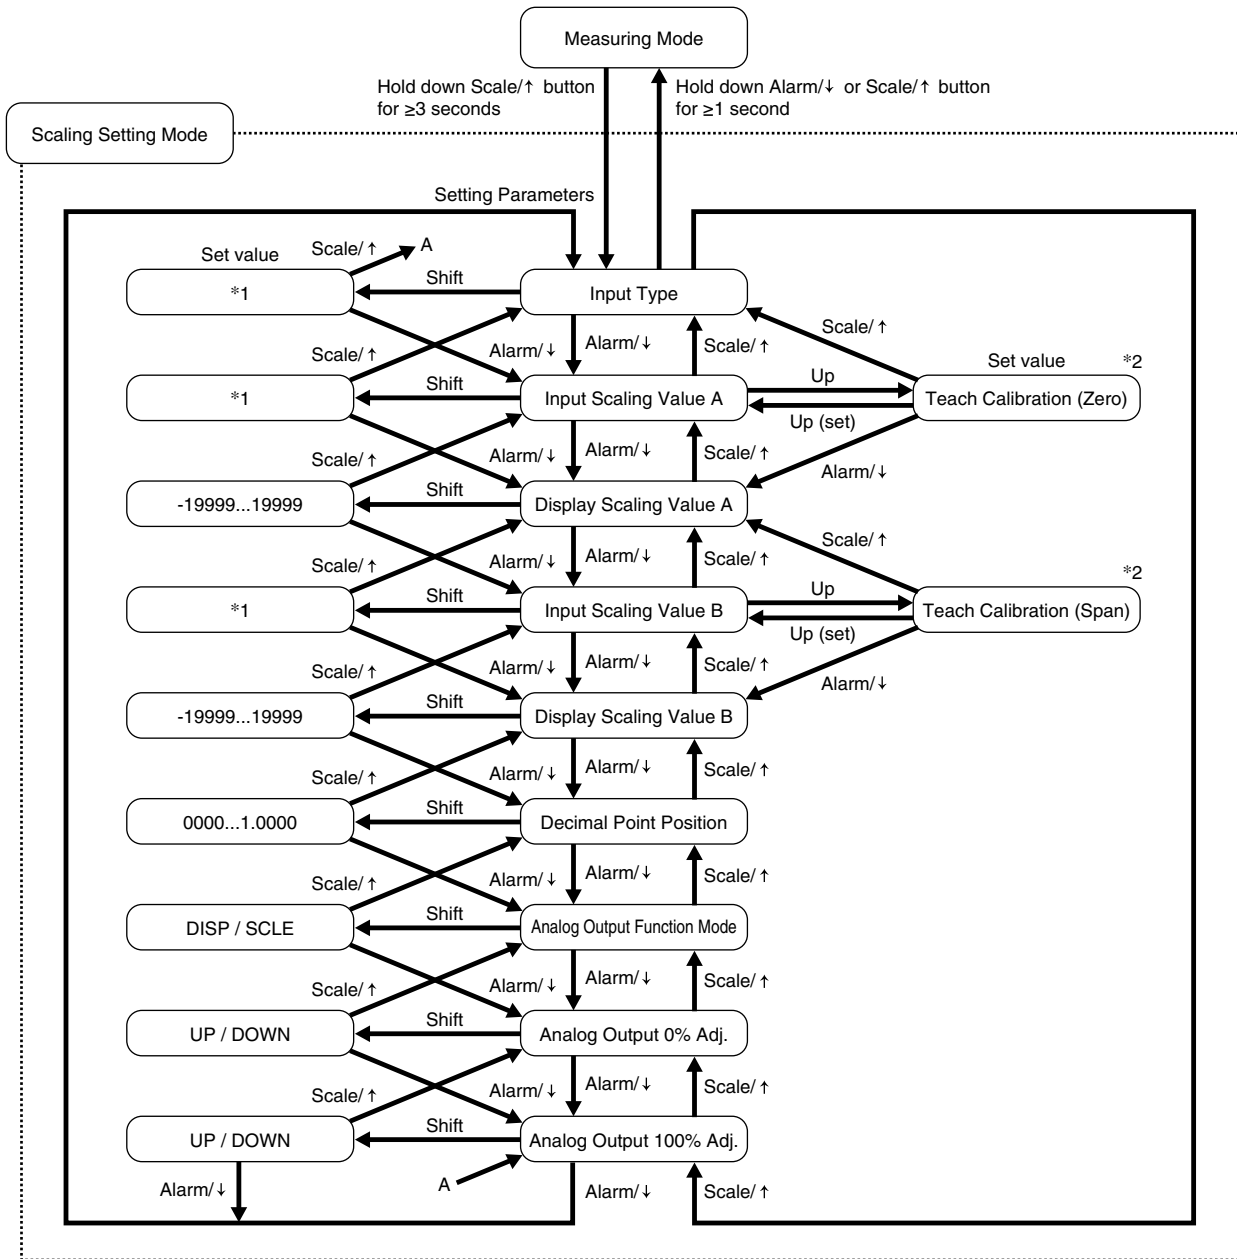 Measuring Mode
Hold down Scale/↑ button
for ≥3 seconds
Hold down Alarm/↓ or Scale/↑ button
for ≥1 second
Scaling Setting Mode
Setting Parameters
Set value
Scale/↑
A
*1
Shift
Input Type
Scale/↑
Alarm/↓
Alarm/↓
Scale/↑
Scale/↑
Set value
*2
*1
Shift
Input Scaling Value A
Up
Up (set)
Teach Calibration (Zero)
Scale/↑
Alarm/↓
Alarm/↓
Scale/↑
Alarm/↓
-19999...19999
Shift
Display Scaling Value A
Scale/↑
Alarm/↓
Alarm/↓
Scale/↑
Scale/↑
*2
*1
Shift
Input Scaling Value B
Up
Up (set)
Teach Calibration (Span)
Scale/↑
Alarm/↓
Alarm/↓
Scale/↑
Alarm/↓
-19999...19999
Shift
Display Scaling Value B
Scale/↑
Alarm/↓
Alarm/↓
Scale/↑
0000...1.0000
Shift
Decimal Point Position
Scale/↑
Alarm/↓
Alarm/↓
Scale/↑
DISP / SCLE
Shift
Analog Output Function Mode
Scale/↑
Alarm/↓
Alarm/↓
Scale/↑
UP / DOWN
Shift
Analog Output 0% Adj.
Scale/↑
Alarm/↓
Alarm/↓
Scale/↑
UP / DOWN
Shift
Analog Output 100% Adj.
Alarm/↓
A
Alarm/↓
Scale/↑